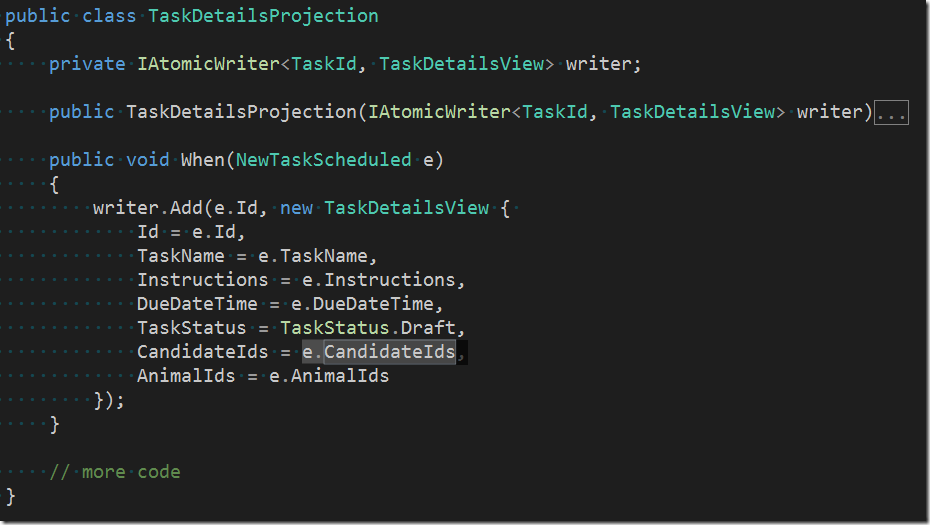 public class TaskDetailsProjection
{
    private IAtomicWriter<TaskId, TaskDetailsView> writer;
    public TaskDetailsProjection(IAtomicWriter<TaskId, TaskDetailsView> writer)...
    public void When(NewTaskScheduled e)
    {
        writer.Add(e.Id, new TaskDetailsView {
            Id = e.Id,
            TaskName = e.TaskName,
            Instructions = e.Instructions,
            DueDateTime = e.DueDateTime,
            TaskStatus = TaskStatus.Draft,
            CandidateIds = e.CandidateIds,
            AnimalIds = e.AnimalIds
        });
    }
    // more code
}